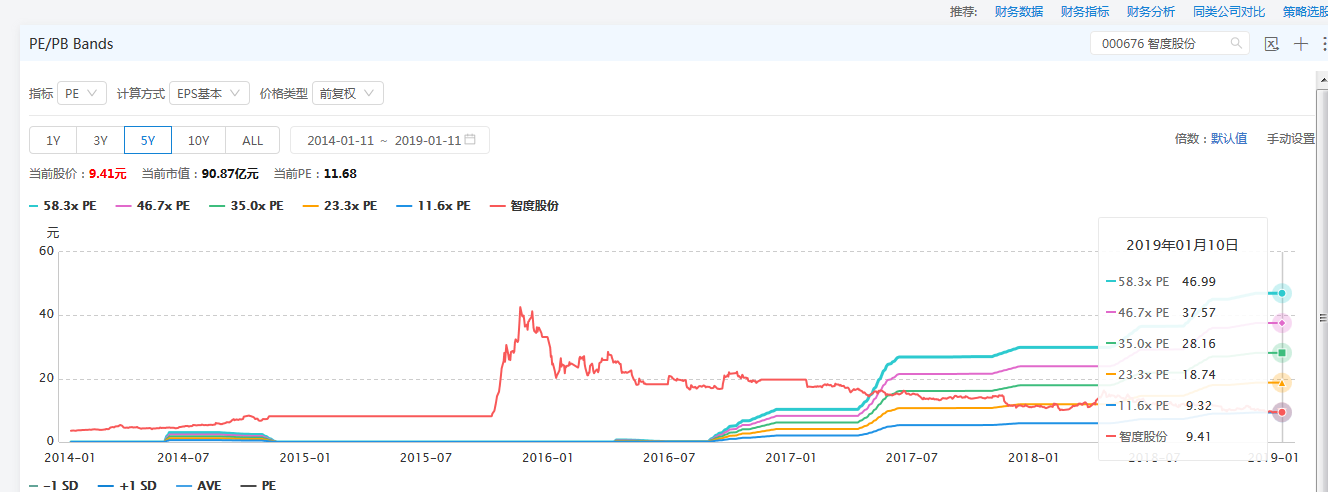 推荐: 财务数据 财务指标 财务分析 同类公司对比 策略选股
PE/PB Bands 000676 智度股份
指标 PE 计算方式 EPS基本 价格类型 前复权
1Y 3Y 5Y 10Y ALL 2014-01-11 ~ 2019-01-11 倍数：默认值 手动设置
当前股价：9.41元 当前市值：90.87亿元 当前PE：11.68
58.3x PE 46.7x PE 35.0x PE 23.3x PE 11.6x PE 智度股份
元
60
40
20
0
2019年01月10日
58.3x PE 46.99
46.7x PE 37.57
35.0x PE 28.16
23.3x PE 18.74
11.6x PE 9.32
智度股份 9.41
2014-01 2014-07 2015-01 2015-07 2016-01 2016-07 2017-01 2017-07 2018-01 2018-07 2019-01
-1 SD +1 SD AVE PE